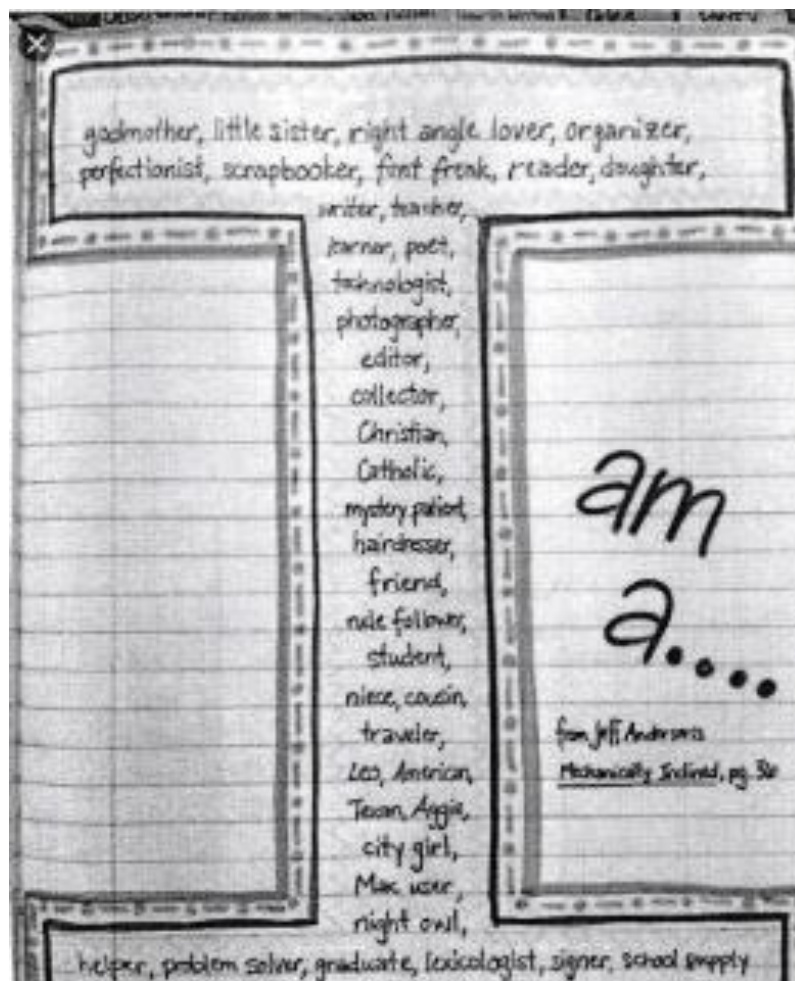 godmother, little sister, right angle lover, organizer,
perfectionist, scrapbooker, font freak, reader, daughter,
writer, teacher,
learner, poet,
technologist,
photographer,
editor,
collector,
Christian,
Catholic,
mystery patient,
hairdresser,
friend,
rule follower,
student,
niece, cousin,
traveler,
Leo, American,
Texan, Aggie,
city girl,
Mac user,
night owl,
helper, problem solver, graduate, lexicologist, signer, school supply
am
a....
from Jeff Anderson's
Mechanically Inclined, pg. 36